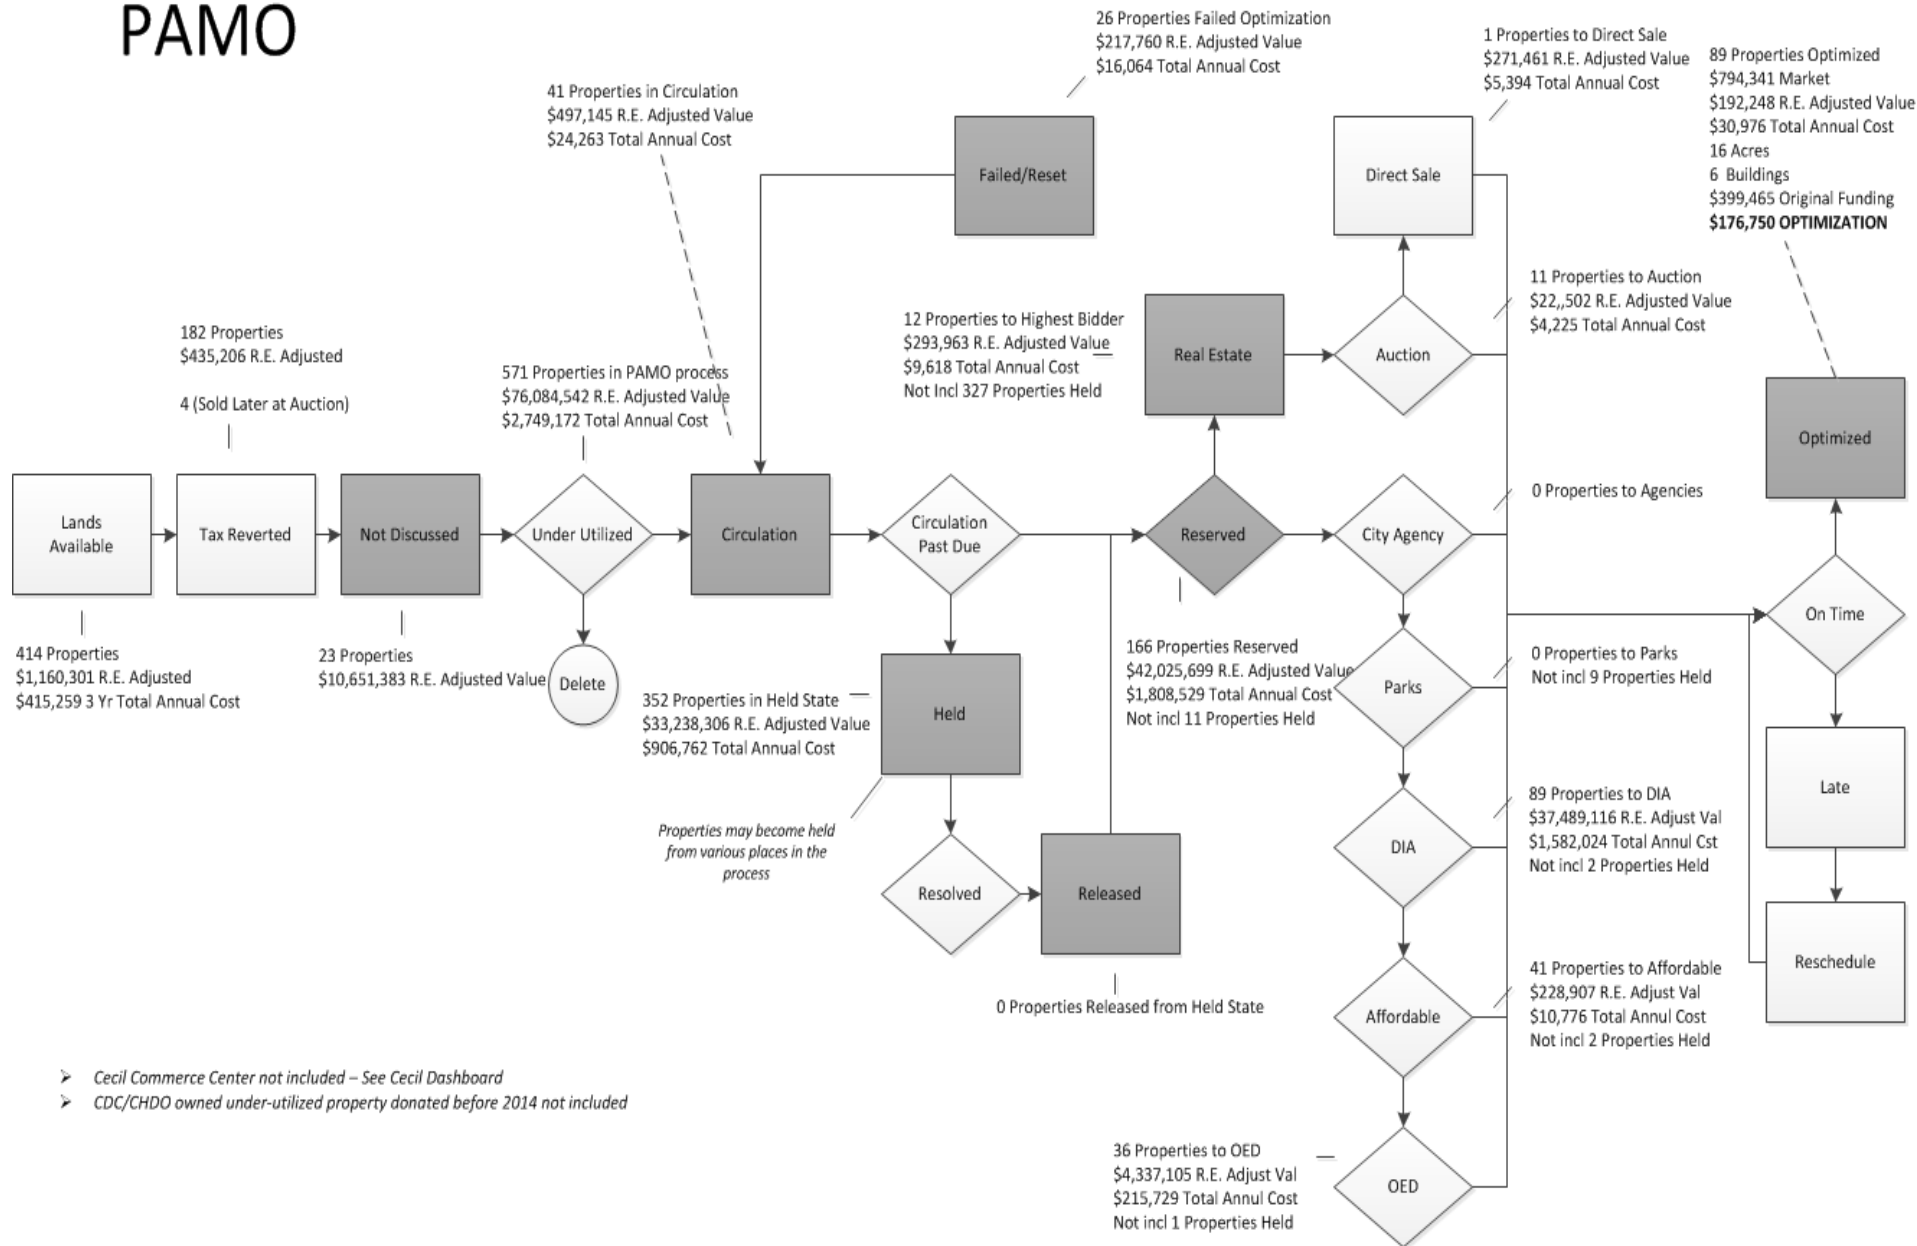 PAMO
26 Properties Failed Optimization
$217,760 R.E. Adjusted Value
$16,064 Total Annual Cost
1 Properties to Direct Sale
$271,461 R.E. Adjusted Value
$5,394 Total Annual Cost
89 Properties Optimized
$794,341 Market
$192,248 R.E. Adjusted Value
$30,976 Total Annual Cost
16 Acres
6 Buildings
$399,465 Original Funding
$176,750 OPTIMIZATION
41 Properties in Circulation
$497,145 R.E. Adjusted Value
$24,263 Total Annual Cost
Failed/Reset
Direct Sale
11 Properties to Auction
$22,,502 R.E. Adjusted Value
$4,225 Total Annual Cost
182 Properties
$435,206 R.E. Adjusted
4 (Sold Later at Auction)
571 Properties in PAMO process
$76,084,542 R.E. Adjusted Value
$2,749,172 Total Annual Cost
12 Properties to Highest Bidder
$293,963 R.E. Adjusted Value
$9,618 Total Annual Cost
Not Incl 327 Properties Held
Real Estate
Auction
Optimized
0 Properties to Agencies
Lands
Available
Tax Reverted
Not Discussed
Under Utilized
Circulation
Circulation
Past Due
Reserved
City Agency
On Time
414 Properties
$1,160,301 R.E. Adjusted
$415,259 3 Yr Total Annual Cost
23 Properties
$10,651,383 R.E. Adjusted Value
Delete
352 Properties in Held State
$33,238,306 R.E. Adjusted Value
$906,762 Total Annual Cost
Held
166 Properties Reserved
$42,025,699 R.E. Adjusted Value
$1,808,529 Total Annual Cost
Not incl 11 Properties Held
Parks
0 Properties to Parks
Not incl 9 Properties Held
Late
Properties may become held
from various places in the
process
Resolved
Released
DIA
89 Properties to DIA
$37,489,116 R.E. Adjust Val
$1,582,024 Total Annul Cst
Not incl 2 Properties Held
Reschedule
0 Properties Released from Held State
Affordable
41 Properties to Affordable
$228,907 R.E. Adjust Val
$10,776 Total Annul Cost
Not incl 2 Properties Held
➢ Cecil Commerce Center not included – See Cecil Dashboard
➢ CDC/CHDO owned under-utilized property donated before 2014 not included
36 Properties to OED
$4,337,105 R.E. Adjust Val
$215,729 Total Annul Cost
Not incl 1 Properties Held
OED